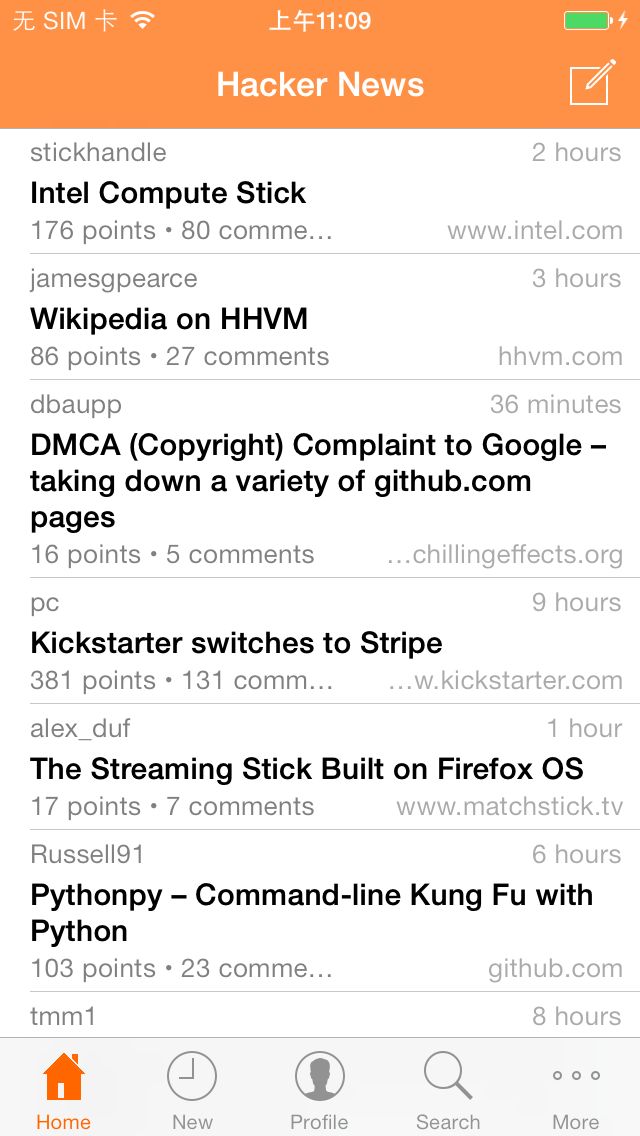 无 SIM 卡 上午11:09
Hacker News
stickhandle 2 hours
Intel Compute Stick
176 points • 80 comme… www.intel.com
jamesgpearce 3 hours
Wikipedia on HHVM
86 points • 27 comments hhvm.com
dbaupp 36 minutes
DMCA (Copyright) Complaint to Google –
taking down a variety of github.com
pages
16 points • 5 comments …chillingeffects.org
pc 9 hours
Kickstarter switches to Stripe
381 points • 131 comm… …w.kickstarter.com
alex_duf 1 hour
The Streaming Stick Built on Firefox OS
17 points • 7 comments www.matchstick.tv
Russell91 6 hours
Pythonpy – Command-line Kung Fu with
Python
103 points • 23 comme… github.com
tmm1 8 hours
Home New Profile Search More